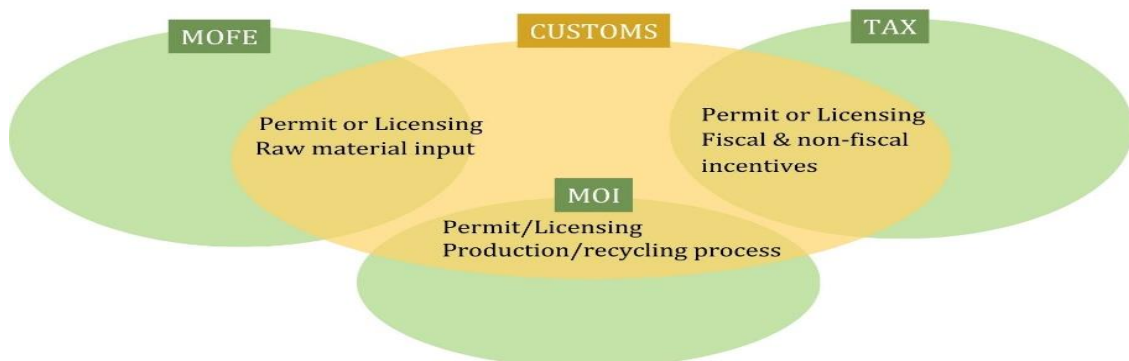 MOFE
CUSTOMS
TAX
Permit or Licensing
Raw material input
Permit or Licensing
Fiscal & non-fiscal
incentives
MOI
Permit/Licensing
Production/recycling process